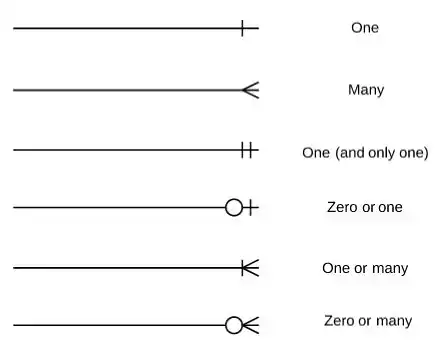 One
Many
One (and only one)
Zero or one
One or many
Zero or many